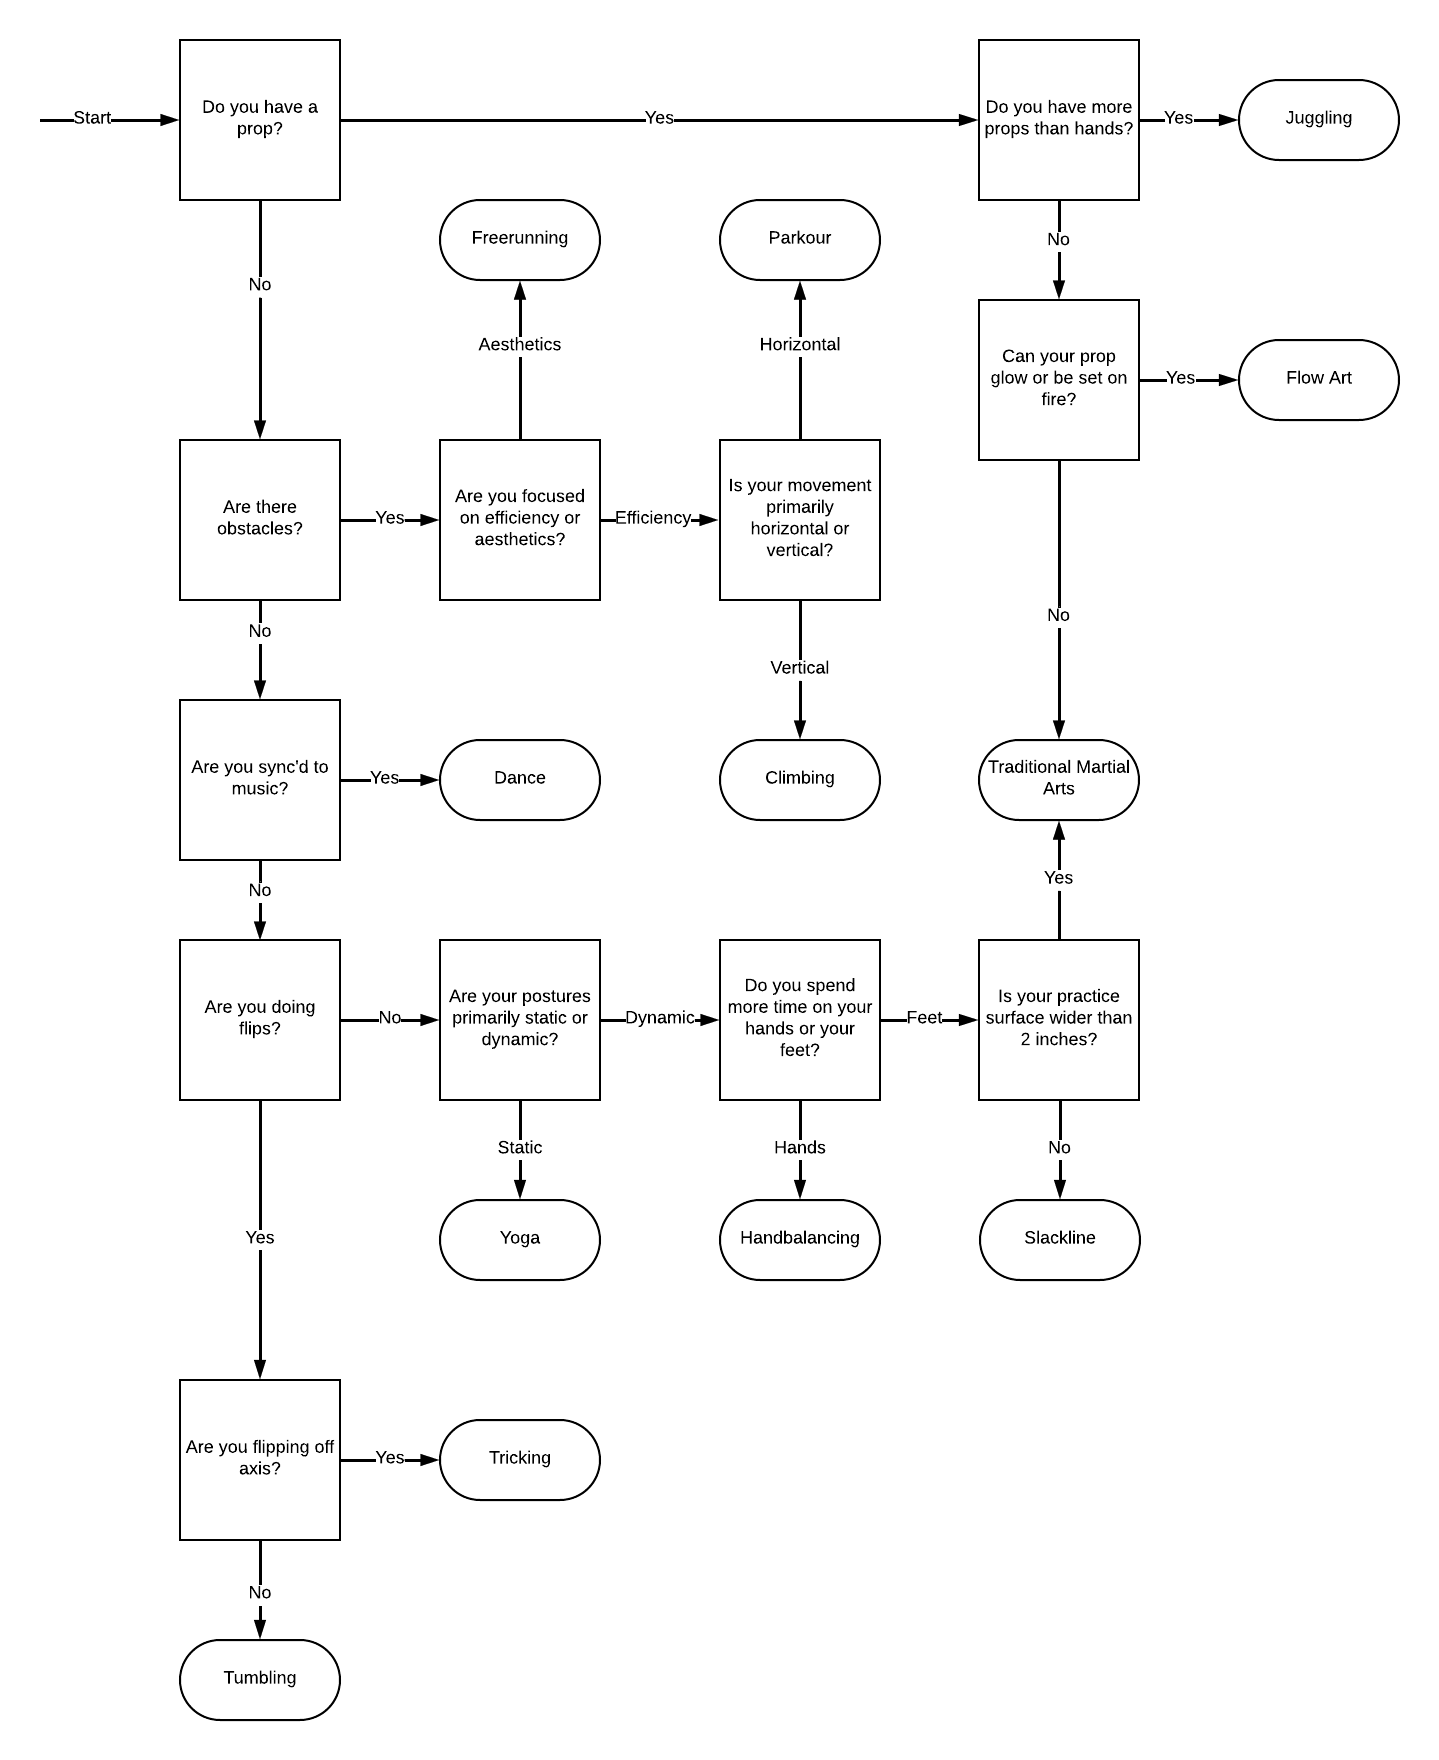 Start
Do you have a
prop?
Yes
Do you have more
props than hands?
Yes
Juggling
No
Freerunning
Parkour
No
Aesthetics
Horizontal
Can your prop
glow or be set on
fire?
Yes
Flow Art
Are there
obstacles?
Yes
Are you focused
on efficiency or
aesthetics?
Efficiency
Is your movement
primarily
horizontal or
vertical?
No
No
Vertical
Are you sync'd to
music?
Yes
Dance
Climbing
Traditional Martial
Arts
No
Yes
Are you doing
flips?
No
Are your postures
primarily static or
dynamic?
Dynamic
Do you spend
more time on your
hands or your
feet?
Feet
Is your practice
surface wider than
2 inches?
Static
Hands
No
Yes
Yoga
Handbalancing
Slackline
Are you flipping off
axis?
Yes
Tricking
No
Tumbling